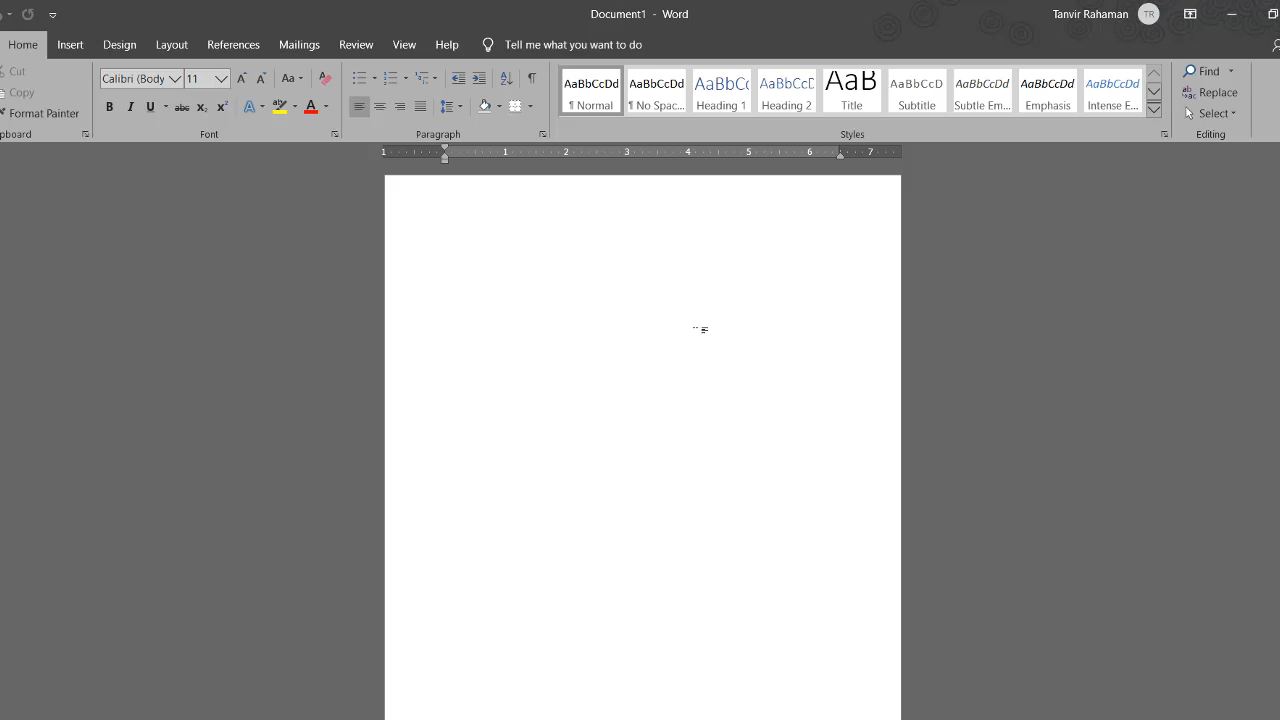 Document1 - Word
Tanvir Rahaman TR
Home Insert Design Layout References Mailings Review View Help Tell me what you want to do
Cut
Copy
Format Painter
pboard
Calibri (Body 11
Aa
B I U abc x₂ x² A A
Font
Paragraph
AaBbCcDd AaBbCcDd AaBbCc AaBbCcD AaB AaBbCcD AaBbCcDd AaBbCcDd AaBbCcDd
¶ Normal ¶ No Spac... Heading 1 Heading 2 Title Subtitle Subtle Em... Emphasis Intense E...
Styles
Find
Replace
Select
Editing
1 1 2 3 4 5 6 7